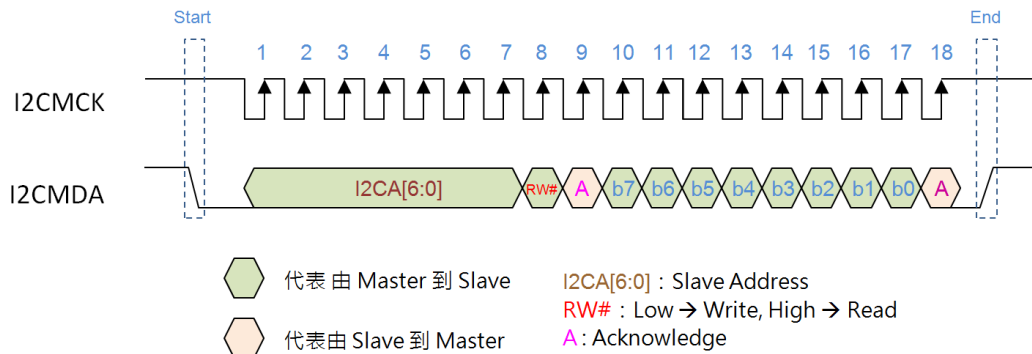 Start End
1 2 3 4 5 6 7 8 9 10 11 12 13 14 15 16 17 18
I2CMCK
I2CMDA
I2CA[6:0] RW# A b7 b6 b5 b4 b3 b2 b1 b0 A
代表 由 Master 到 Slave
代表由 Slave 到 Master
I2CA[6:0] : Slave Address
RW# : Low → Write, High → Read
A : Acknowledge